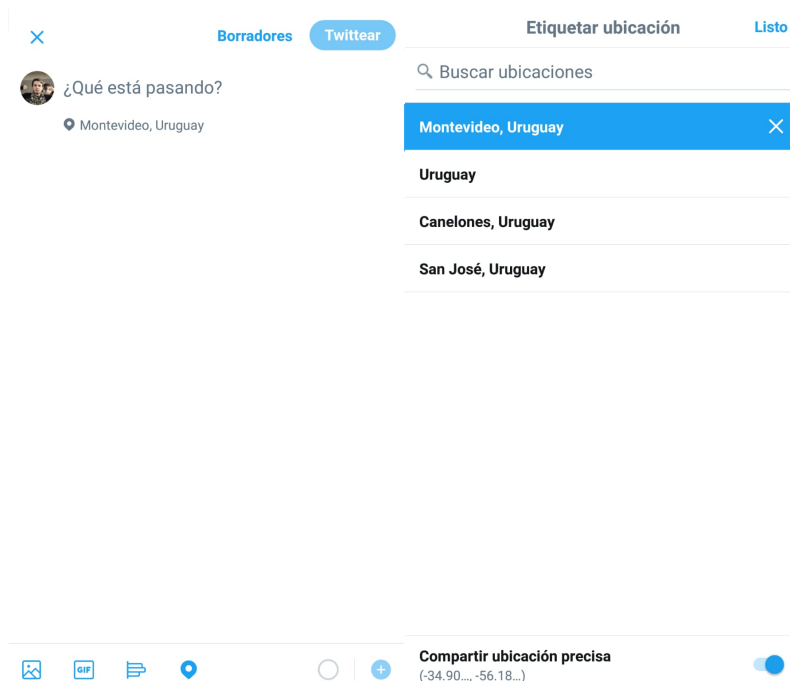 Borradores
Twittear
¿Qué está pasando?
Montevideo, Uruguay
GIF
Etiquetar ubicación
Listo
Buscar ubicaciones
Montevideo, Uruguay
Uruguay
Canelones, Uruguay
San José, Uruguay
Compartir ubicación precisa
(-34.90..., -56.18...)